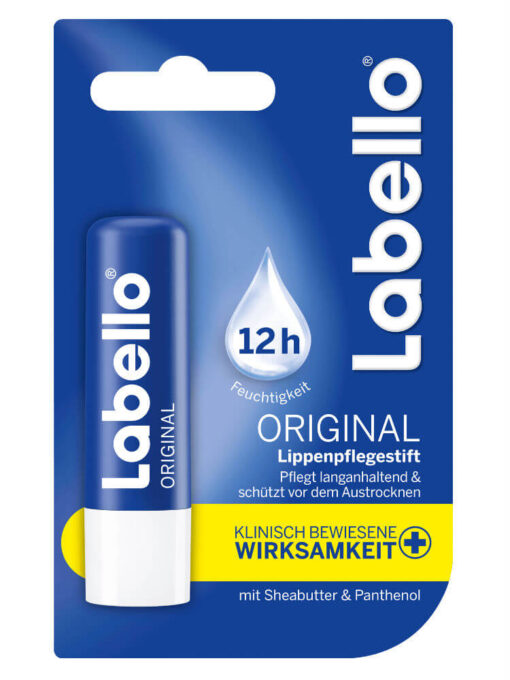 Labello®
Labello®
ORIGINAL
12 h
Feuchtigkeit
ORIGINAL
Lippenpflegestift
Pflegt langanhaltend &
schützt vor dem Austrocknen
KLINISCH BEWIESENE
WIRKSAMKEIT
mit Sheabutter & Panthenol